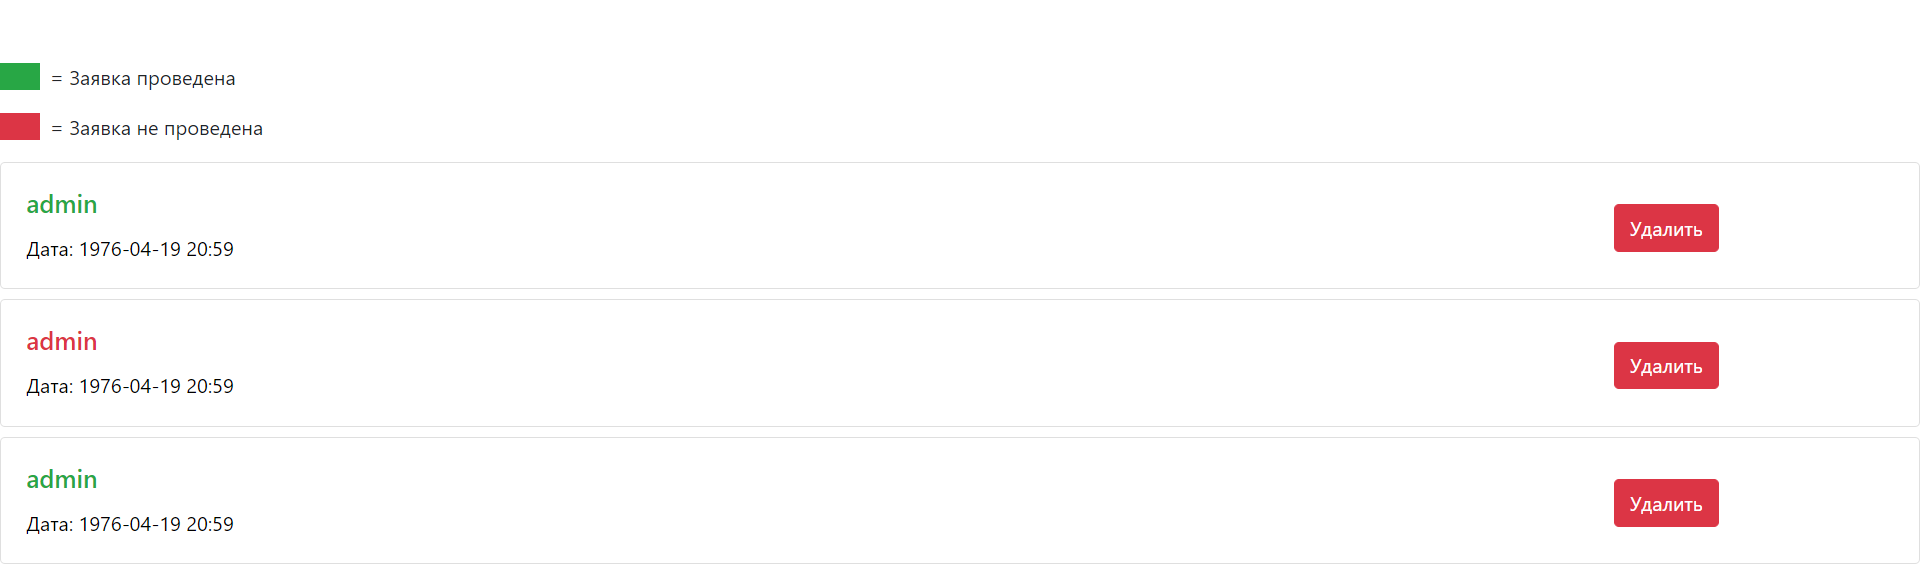 = Заявка проведена
= Заявка не проведена
admin
Дата: 1976-04-19 20:59
Удалить
admin
Дата: 1976-04-19 20:59
Удалить
admin
Дата: 1976-04-19 20:59
Удалить